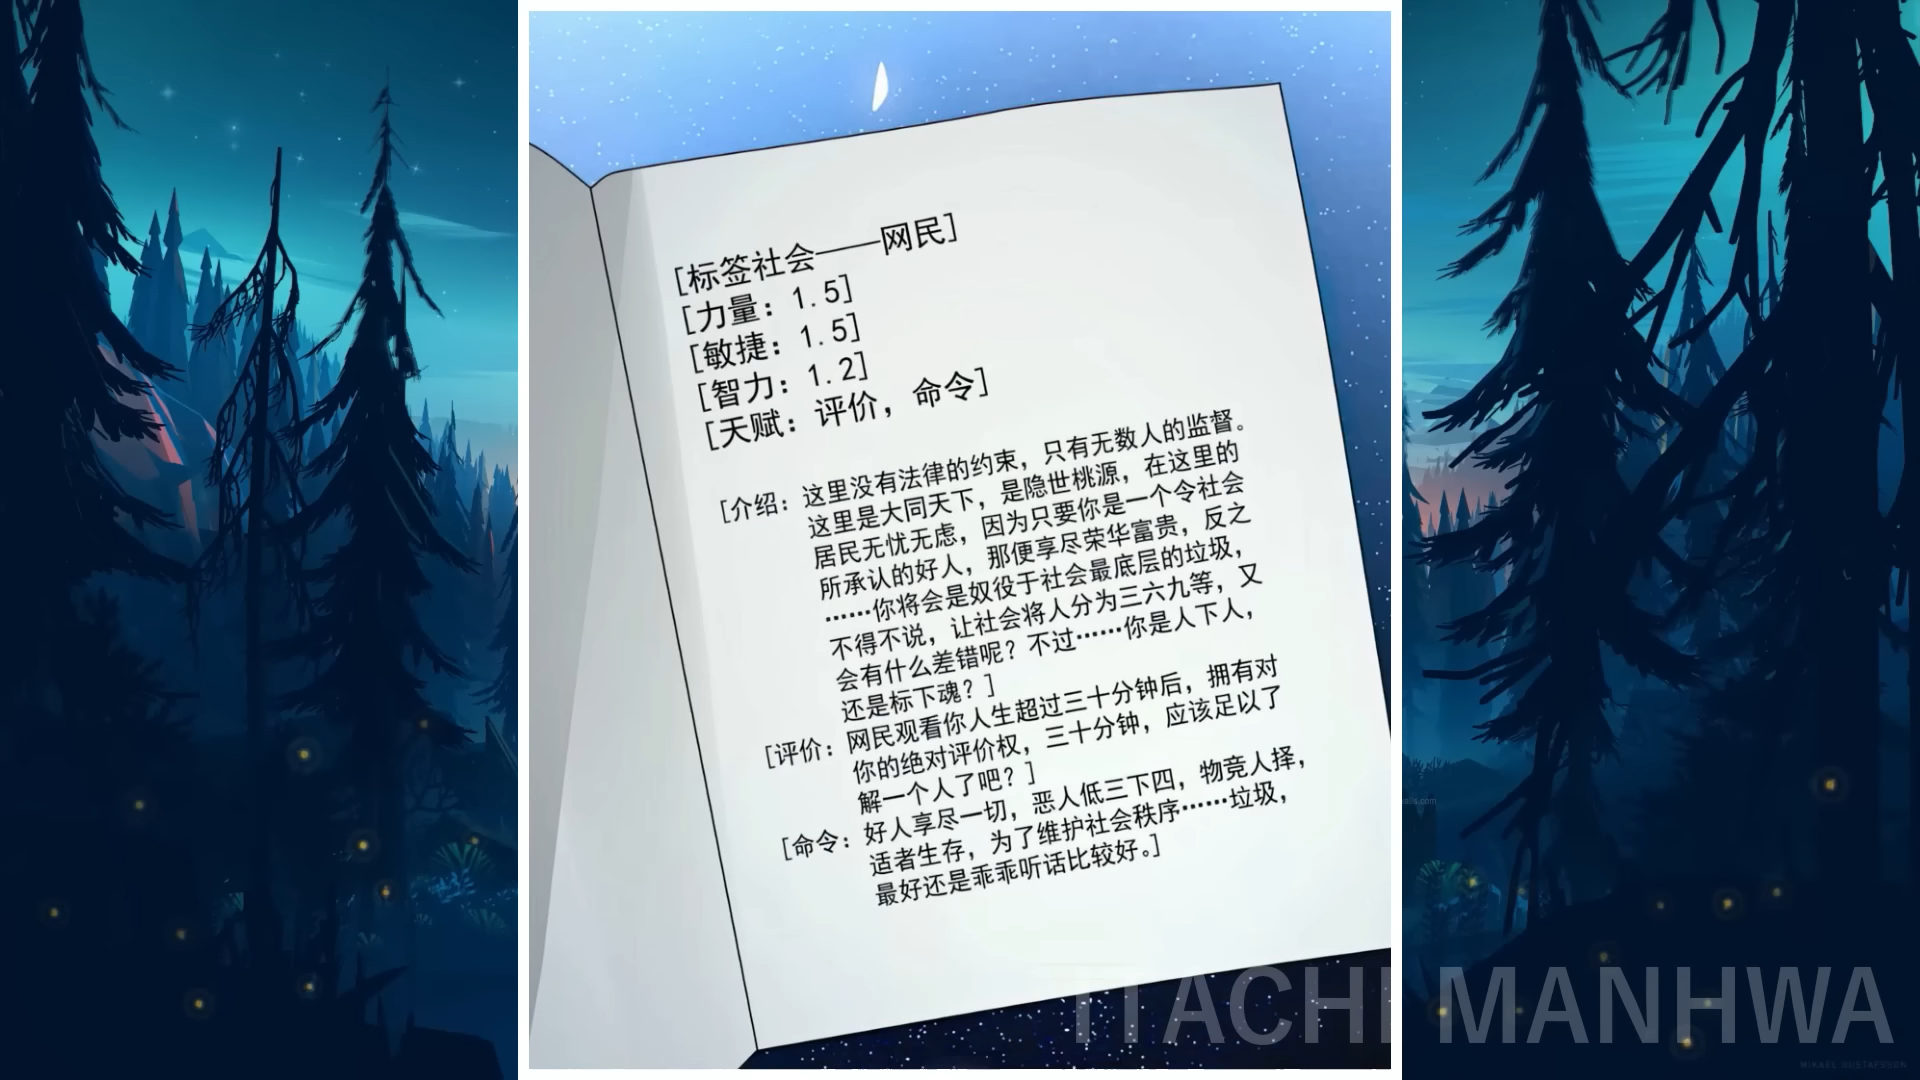 [标签社会——网民]
[力量：1.5]
[敏捷：1.5]
[智力：1.2]
[天赋：评价，命令]
[介绍：这里没有法律的约束，只有无数人的监督。
这里是大同天下，是隐世桃源，在这里的
居民无忧无虑，因为只要你是一个令社会
所承认的好人，那便享尽荣华富贵，反之
……你将会是奴役于社会最底层的垃圾，
不得不说，让社会将人分为三六九等，又
会有什么差错呢？不过……你是人下人，
还是标下魂？]
[评价：网民观看你人生超过三十分钟后，拥有对
你的绝对评价权，三十分钟，应该足以了
解一个人了吧？]
[命令：好人享尽一切，恶人低三下四，物竞人择，
适者生存，为了维护社会秩序……垃圾，
最好还是乖乖听话比较好。]
ITACHI MANHWA
MIKAEL GUSTAFSSON